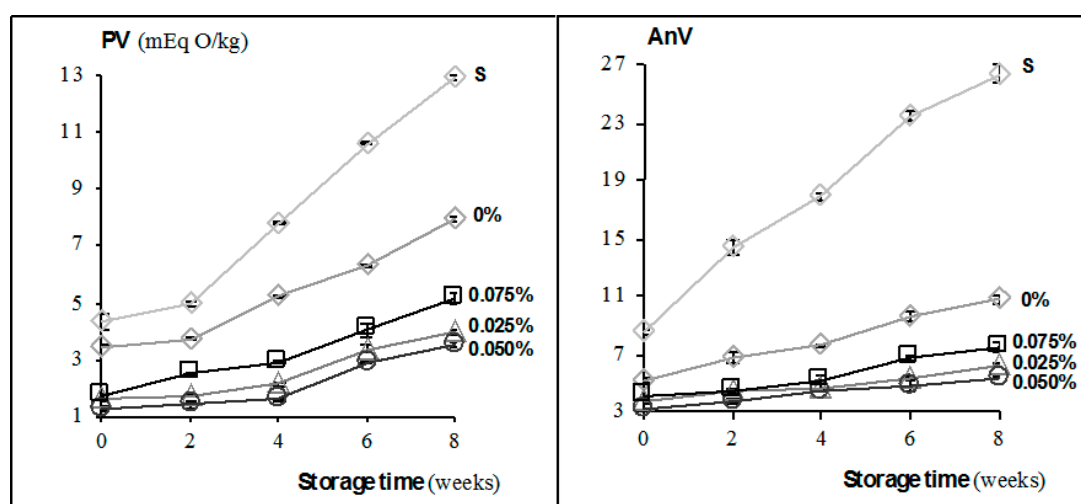 PV (mEq O/kg)
13
11
9
7
5
3
1
S
0%
0.075%
0.025%
0.050%
0 2 4 6 8
Storage time (weeks)
AnV
27
23
19
15
11
7
3
S
0%
0.075%
0.025%
0.050%
0 2 4 6 8
Storage time (weeks)